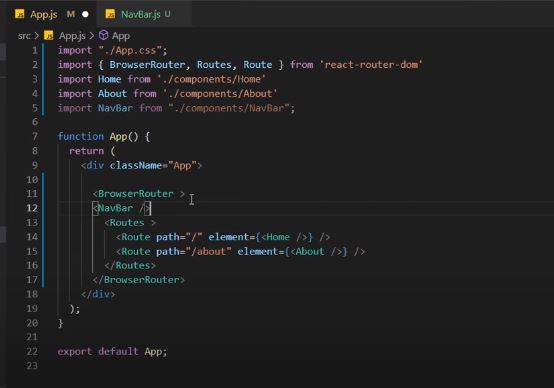 App.js M NavBar.js U
src > App.js > App
1 import "./App.css";
2 import { BrowserRouter, Routes, Route } from 'react-router-dom'
3 import Home from './components/Home'
4 import About from './components/About'
5 import NavBar from "./components/NavBar";
6
7 function App() {
8 return (
9 <div className="App">
10
11 <BrowserRouter >
12 <NavBar />
13 <Routes >
14 <Route path="/" element={<Home />} />
15 <Route path="/about" element={<About />} />
16 </Routes>
17 </BrowserRouter>
18 </div>
19 );
20 }
21
22 export default App;
23